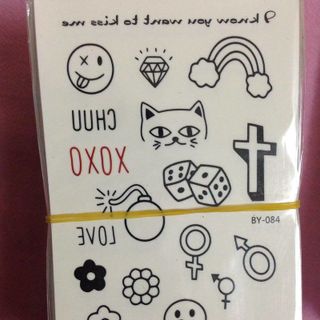 I know you want to kiss me
CHUU
XOXO
BY-084
LOVE